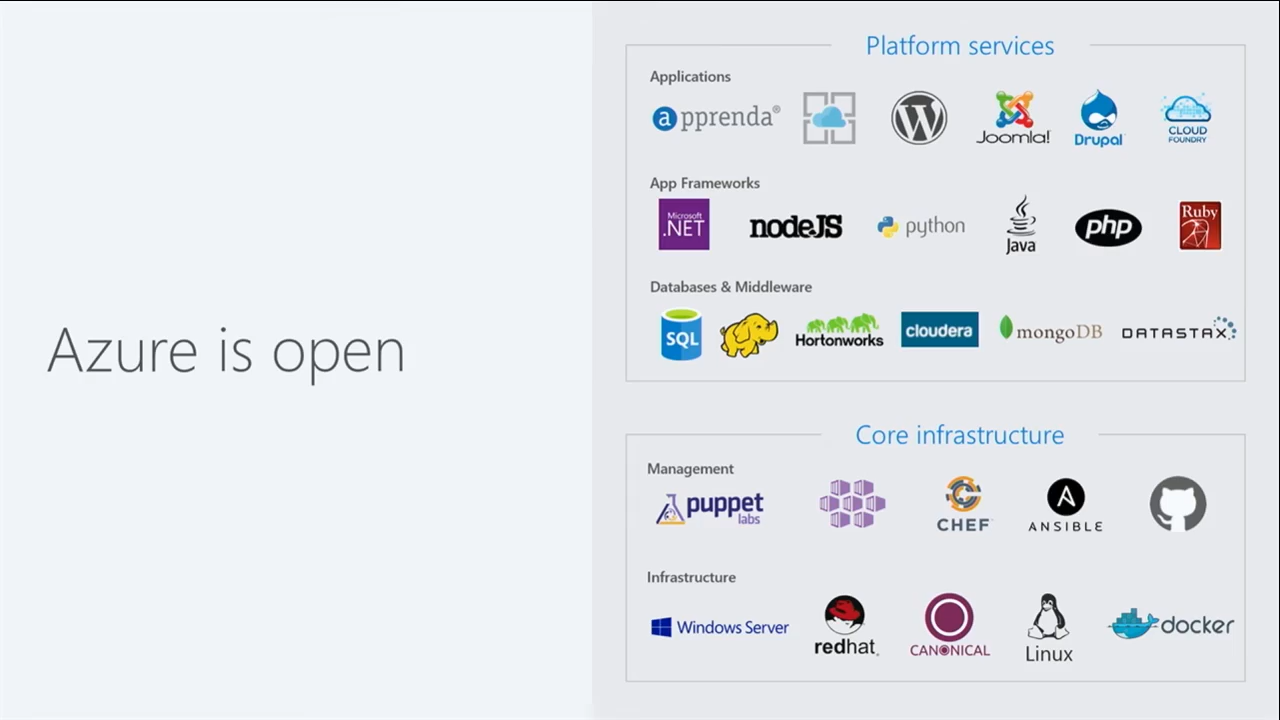 Azure is open
Platform services
Applications
apprenda®
W
Joomla!
Drupal
CLOUD
FOUNDRY
App Frameworks
Microsoft
.NET
nodeJS
python
Java
php
Ruby
Databases & Middleware
SQL
Hortonworks
cloudera
mongoDB
DATASTAX
Core infrastructure
Management
puppet
labs
CHEF
A
ANSIBLE
Infrastructure
Windows Server
redhat.
CANONICAL
Linux
docker